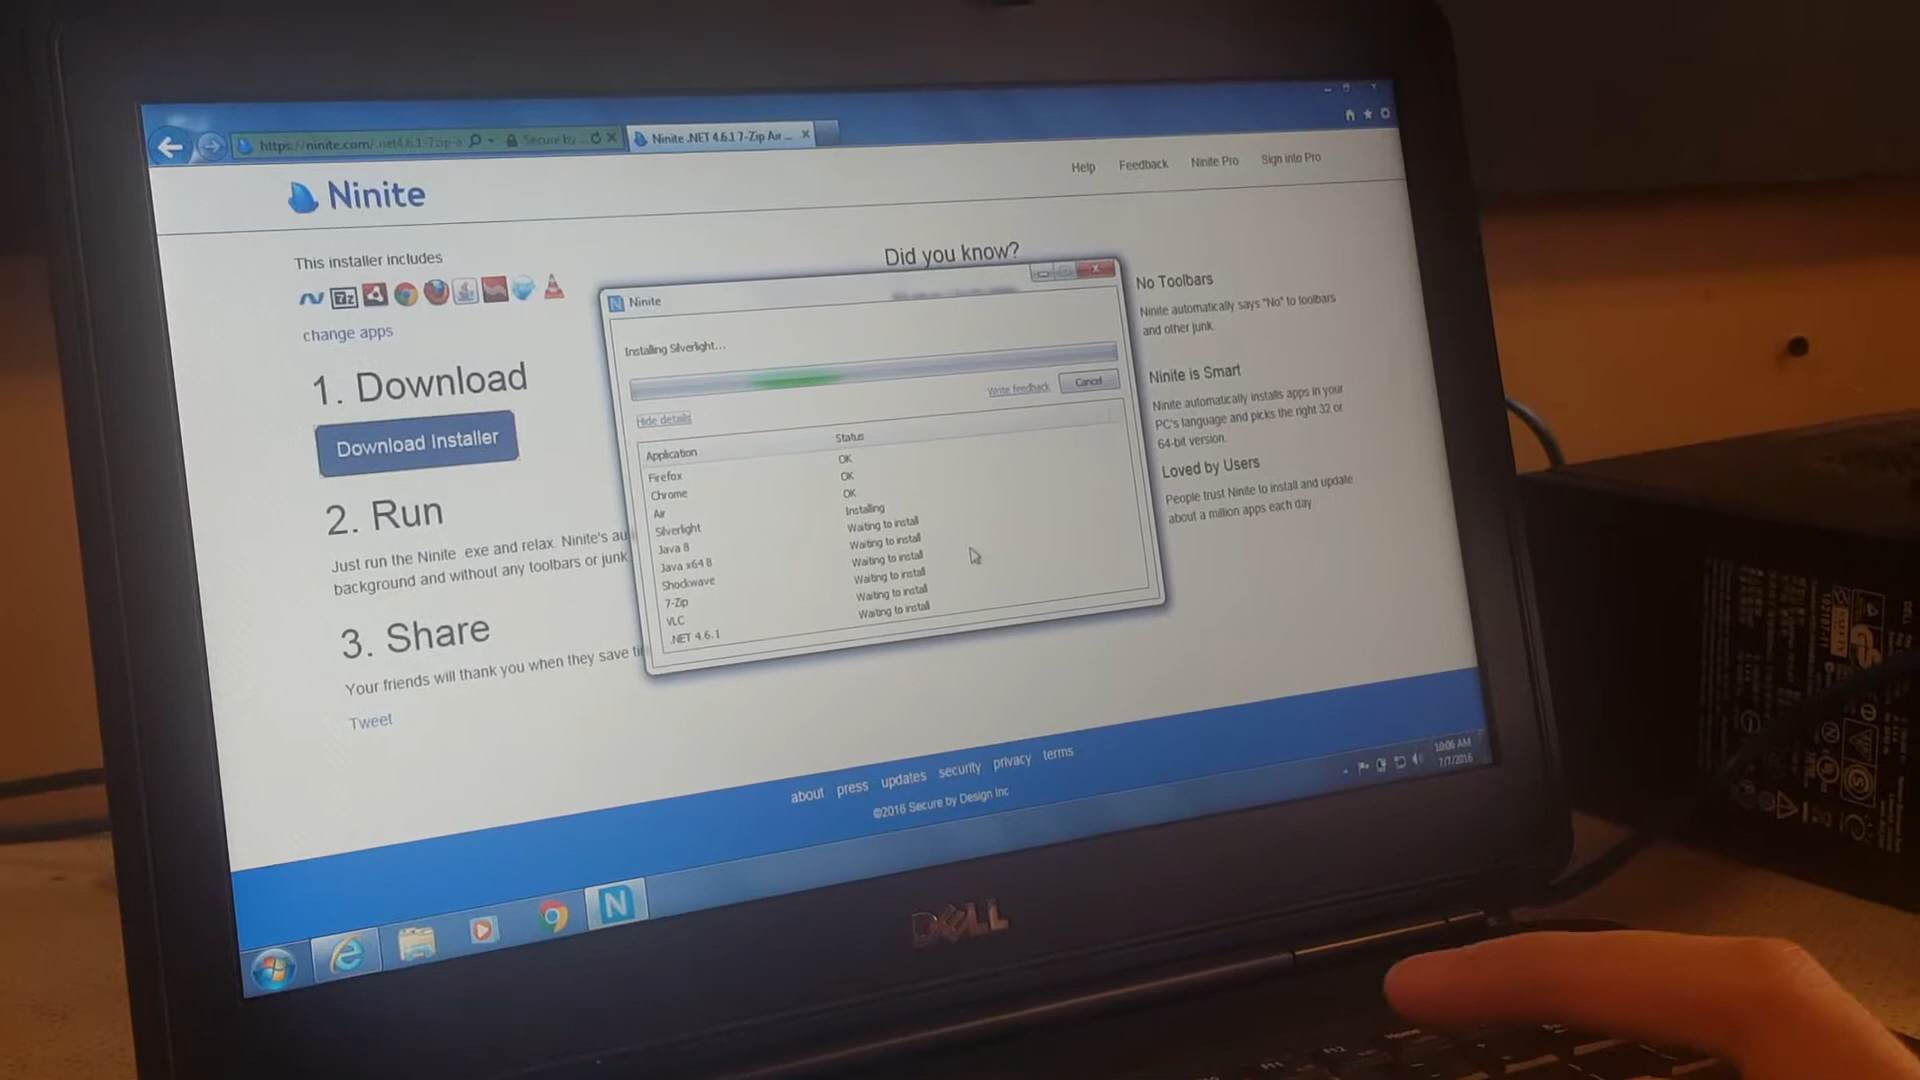 https://ninite.com/.net4.6.1-7zip-a
Secure by ...
Ninite .NET 4.6.1 7-Zip Air ...
Ninite
Help
Feedback
Ninite Pro
Sign into Pro
This installer includes
7z
change apps
1. Download
Download Installer
2. Run
Just run the Ninite .exe and relax. Ninite's au
background and without any toolbars or junk
3. Share
Your friends will thank you when they save ti
Tweet
Did you know?
Ninite
Installing Silverlight...
Write feedback
Cancel
Hide details
Application
Status
Firefox
OK
Chrome
OK
Air
OK
Silverlight
Installing
Java 8
Waiting to install
Java x64 8
Waiting to install
Shockwave
Waiting to install
7-Zip
Waiting to install
VLC
Waiting to install
.NET 4.6.1
Waiting to install
No Toolbars
Ninite automatically says "No" to toolbars
and other junk.
Ninite is Smart
Ninite automatically installs apps in your
PC's language and picks the right 32 or
64-bit version.
Loved by Users
People trust Ninite to install and update
about a million apps each day.
about press updates security privacy terms
©2016 Secure by Design Inc
10:06 AM
7/7/2016
N
DELL
F11
F12
Home